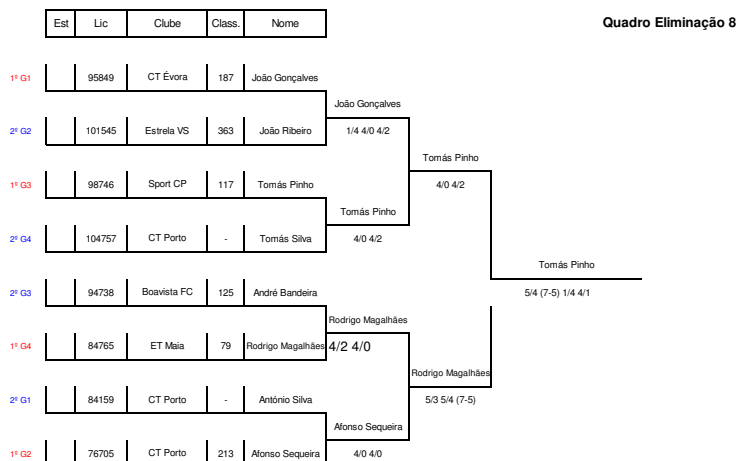 Est Lic Clube Class. Nome
Quadro Eliminação 8
1º G1 95849 CT Évora 187 João Gonçalves
João Gonçalves
2º G2 101545 Estrela VS 363 João Ribeiro 1/4 4/0 4/2
Tomás Pinho
1º G3 98746 Sport CP 117 Tomás Pinho 4/0 4/2
Tomás Pinho
2º G4 104757 CT Porto - Tomás Silva 4/0 4/2
Tomás Pinho
2º G3 94738 Boavista FC 125 André Bandeira 5/4 (7-5) 1/4 4/1
Rodrigo Magalhães
1º G4 84765 ET Maia 79 Rodrigo Magalhães 4/2 4/0
Rodrigo Magalhães
2º G1 84159 CT Porto - António Silva 5/3 5/4 (7-5)
Afonso Sequeira
1º G2 76705 CT Porto 213 Afonso Sequeira 4/0 4/0